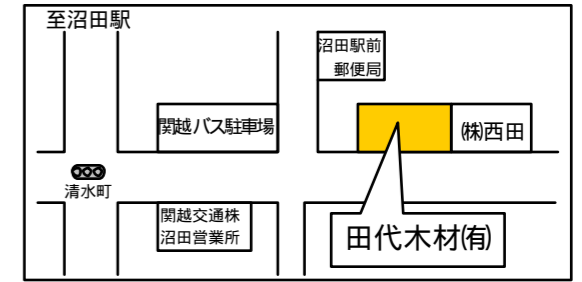 至沼田駅
沼田駅前
郵便局
関越バス駐車場
㈱西田
清水町
関越交通株
沼田営業所
田代木材㈲